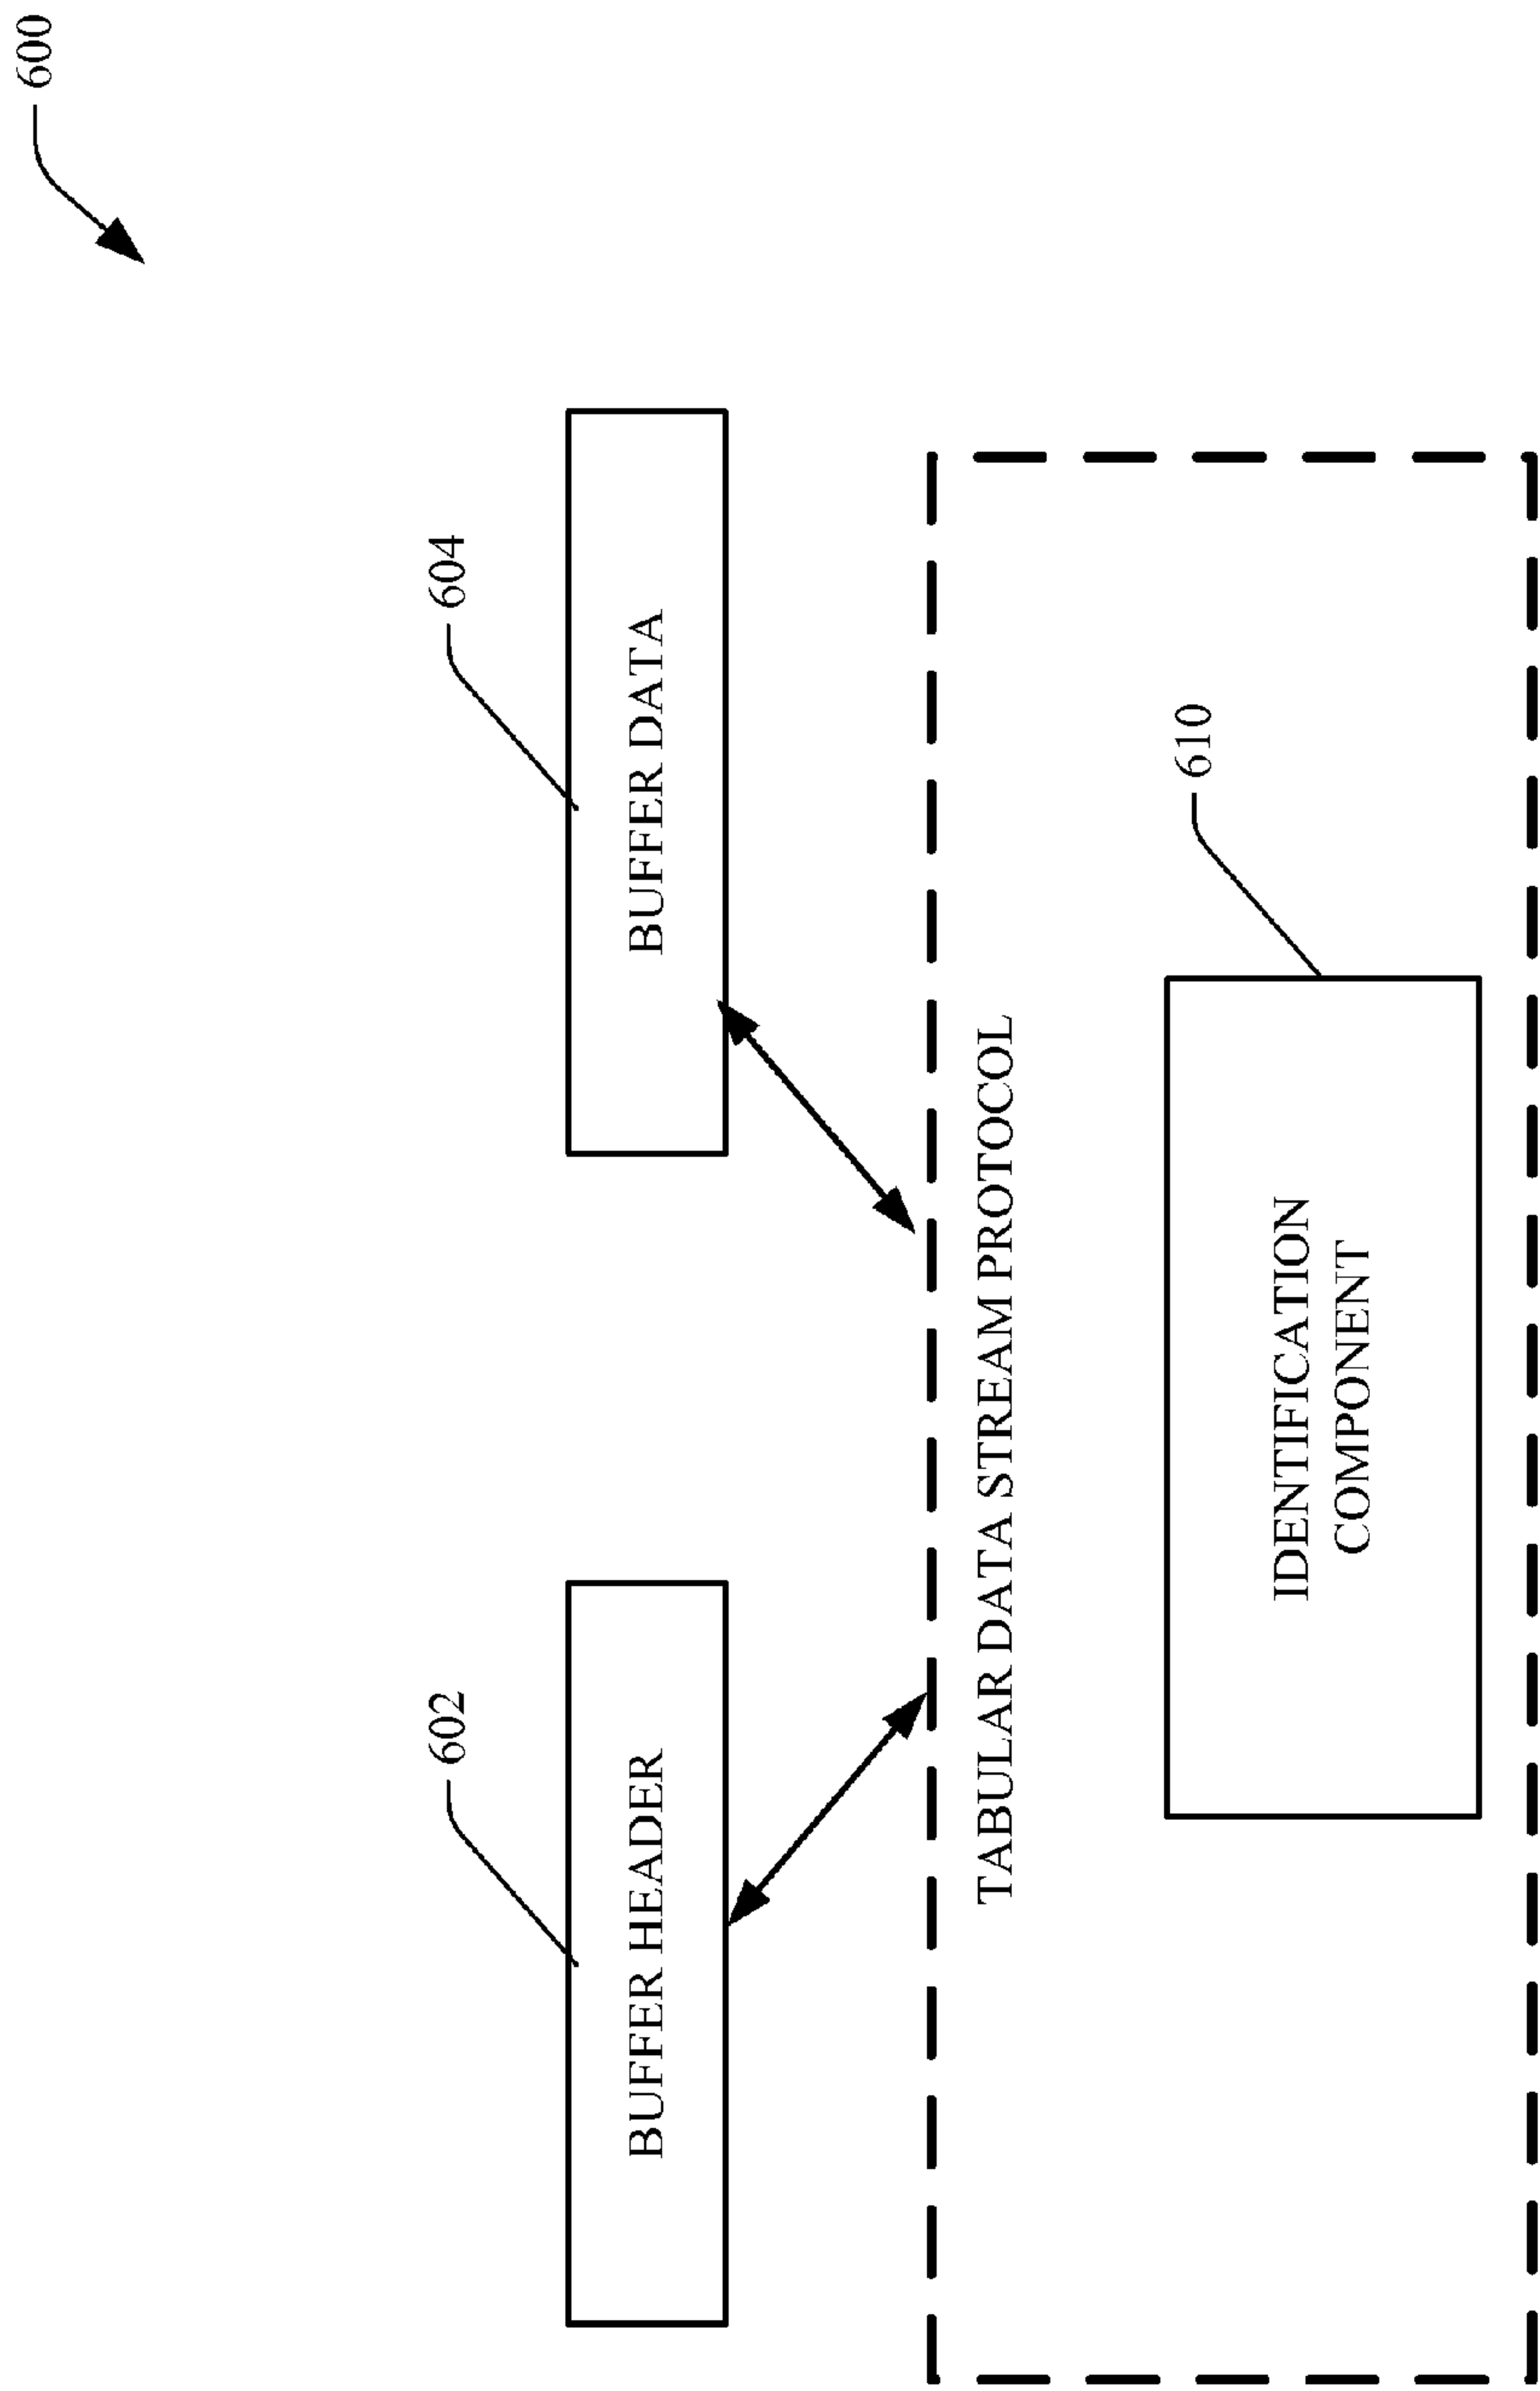 600
602
604
BUFFER HEADER
BUFFER DATA
TABULAR DATA STREAM PROTOCOL
610
IDENTIFICATION
COMPONENT